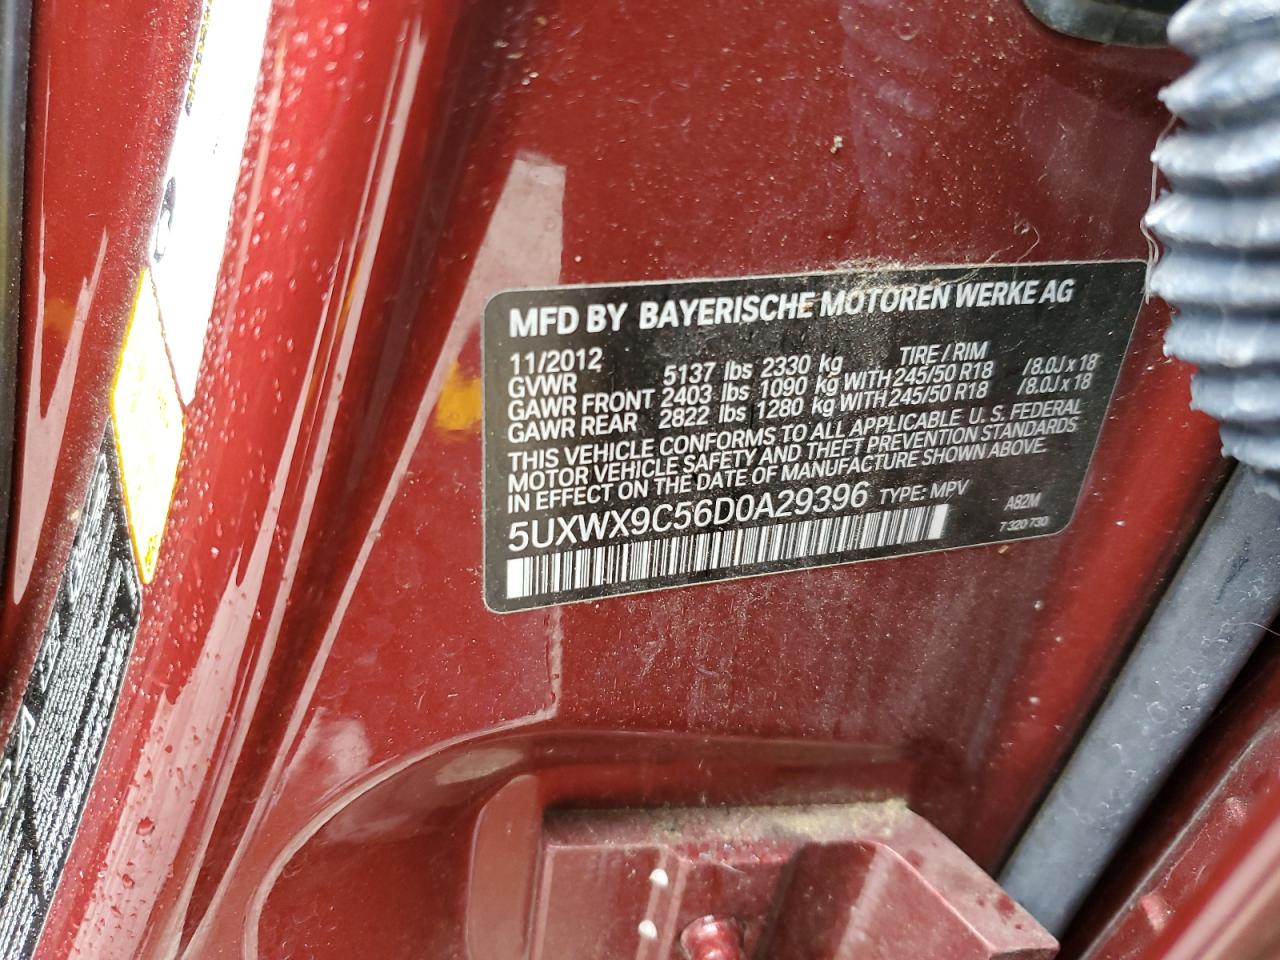 MFD BY BAYERISCHE MOTOREN WERKE AG
11/2012 TIRE / RIM
GVWR 5137 lbs 2330 kg
GAWR FRONT 2403 lbs 1090 kg WITH 245/50 R18 /8.0J x 18
GAWR REAR 2822 lbs 1280 kg WITH 245/50 R18 /8.0J x 18
THIS VEHICLE CONFORMS TO ALL APPLICABLE U. S. FEDERAL
MOTOR VEHICLE SAFETY AND THEFT PREVENTION STANDARDS
IN EFFECT ON THE DATE OF MANUFACTURE SHOWN ABOVE.
5UXWX9C56D0A29396 TYPE: MPV A82M
7 320 730